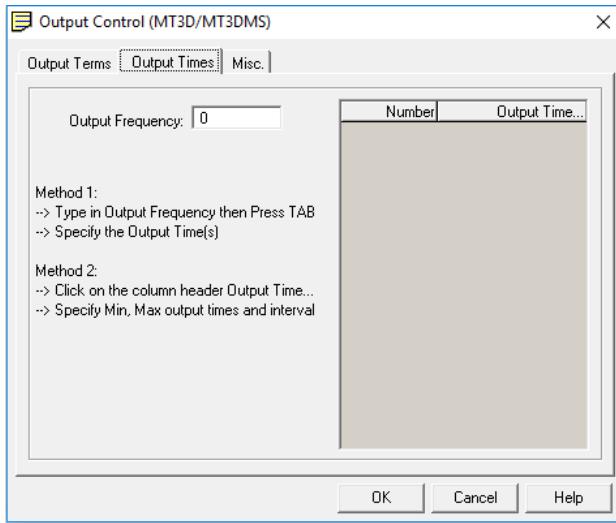 Output Control (MT3D/MT3DMS)
Output Terms Output Times Misc.
Output Frequency: 0
Number Output Time...
Method 1:
--> Type in Output Frequency then Press TAB
--> Specify the Output Time(s)
Method 2:
--> Click on the column header Output Time...
--> Specify Min, Max output times and interval
OK Cancel Help